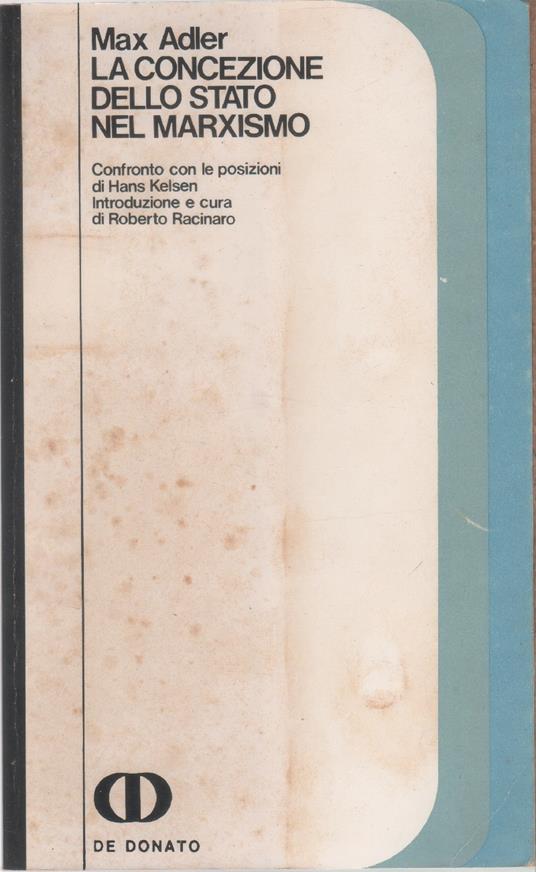 Max Adler
LA CONCEZIONE
DELLO STATO
NEL MARXISMO
Confronto con le posizioni
di Hans Kelsen
Introduzione e cura
di Roberto Racinaro
DE DONATO